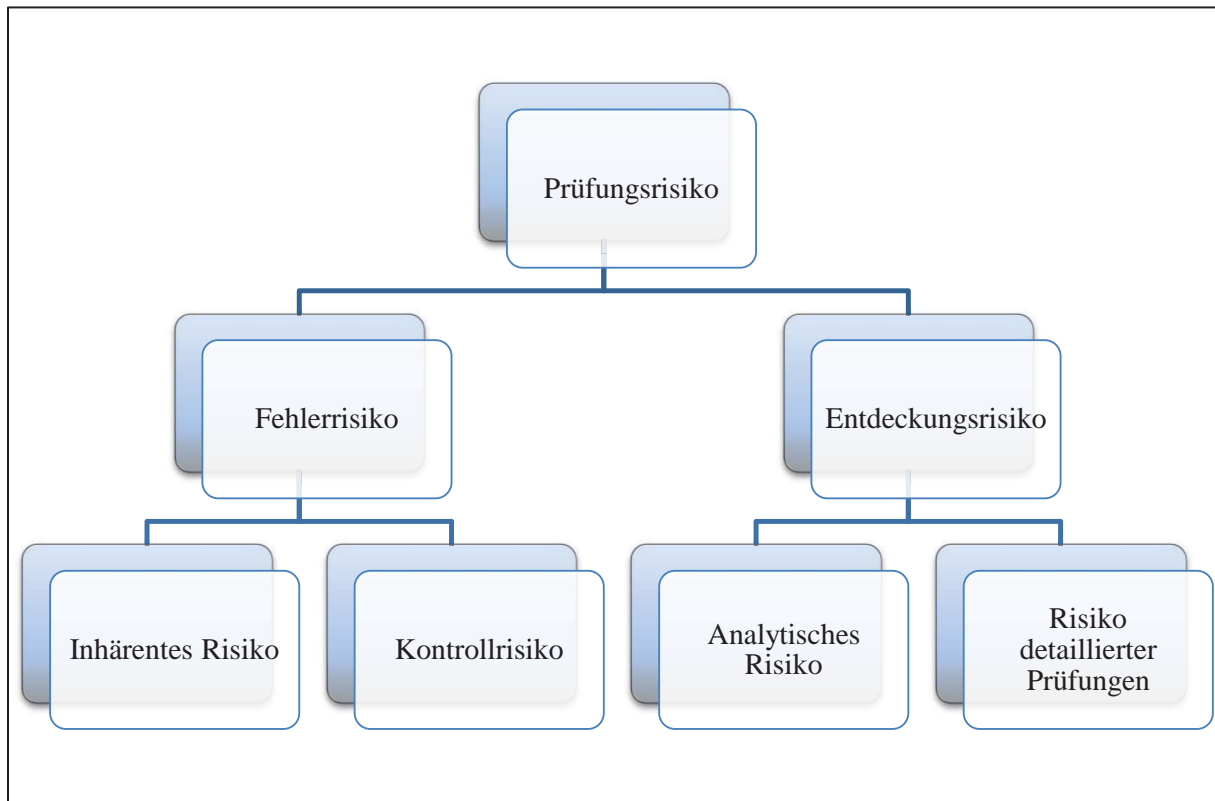 Prüfungsrisiko
Fehlerrisiko
Entdeckungsrisiko
Inhärentes Risiko
Kontrollrisiko
Analytisches
Risiko
Risiko
detaillierter
Prüfungen